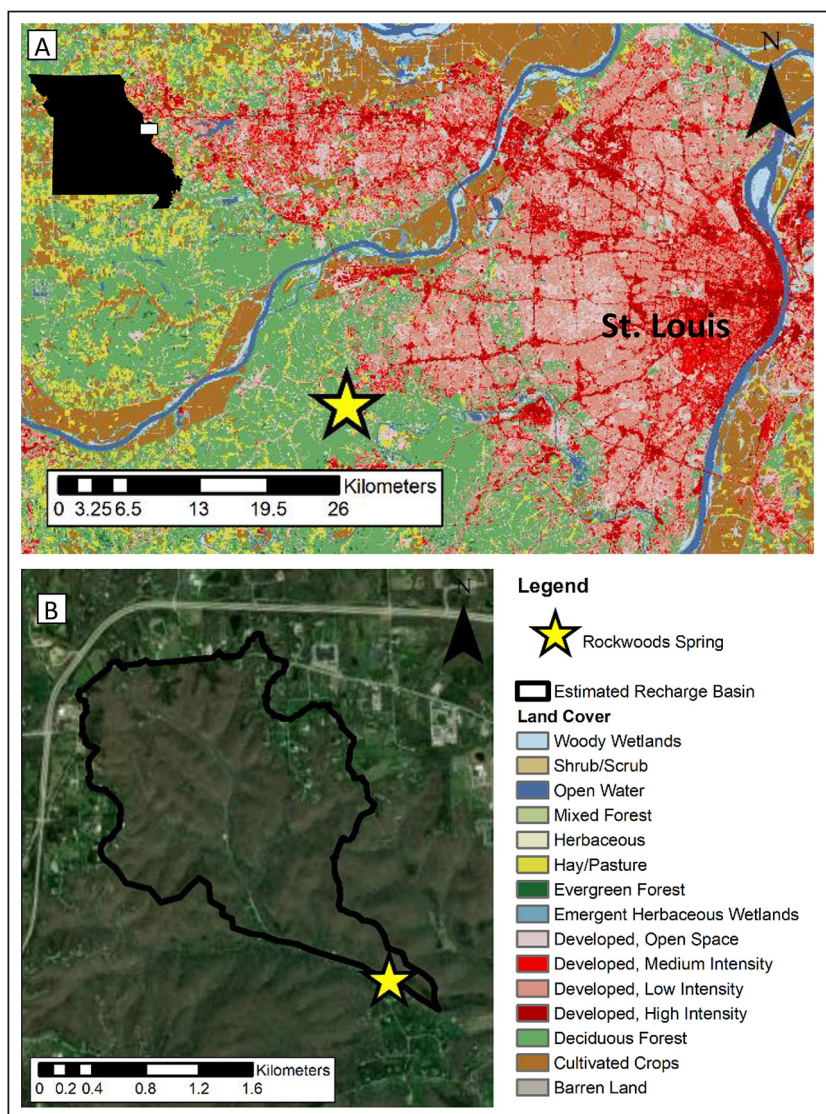 A
N
St. Louis
Kilometers
0 3.25 6.5 13 19.5 26
B
N
Kilometers
0 0.2 0.4 0.8 1.2 1.6
Legend
Rockwoods Spring
Estimated Recharge Basin
Land Cover
Woody Wetlands
Shrub/Scrub
Open Water
Mixed Forest
Herbaceous
Hay/Pasture
Evergreen Forest
Emergent Herbaceous Wetlands
Developed, Open Space
Developed, Medium Intensity
Developed, Low Intensity
Developed, High Intensity
Deciduous Forest
Cultivated Crops
Barren Land